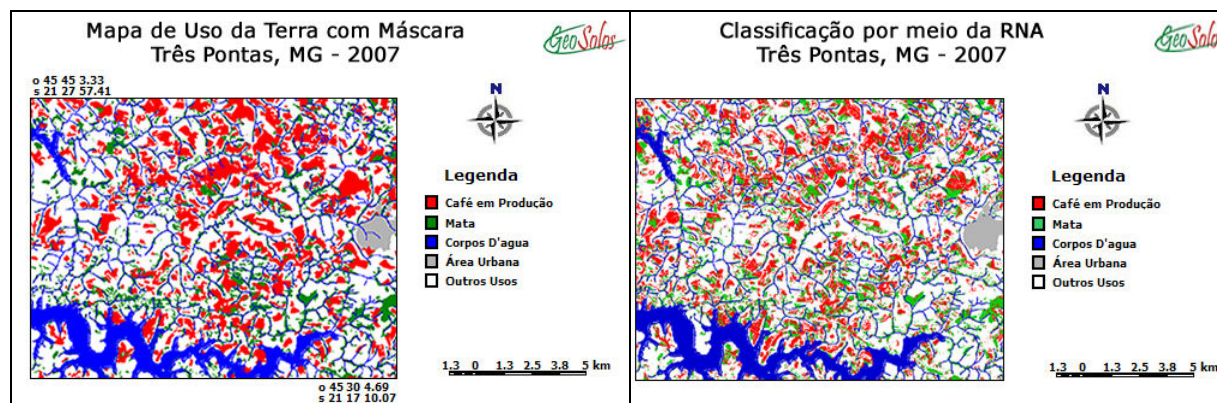 Mapa de Uso da Terra com Máscara
Três Pontas, MG - 2007
GeoSolos
o 45 45 3.33
s 21 27 57.41
N
Legenda
Café em Produção
Mata
Corpos D'agua
Área Urbana
Outros Usos
1.3 0 1.3 2.5 3.8 5 km
o 45 30 4.69
s 21 17 10.07
Classificação por meio da RNA
Três Pontas, MG - 2007
GeoSolos
N
Legenda
Café em Produção
Mata
Corpos D'agua
Área Urbana
Outros Usos
1.3 0 1.3 2.5 3.8 5 km